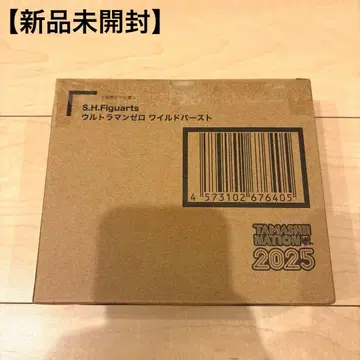 【新品未開封】
S.H.Figuarts
ウルトラマンゼロ ワイルドバースト
4 573102 676405
TAMASHII
NATION
2025